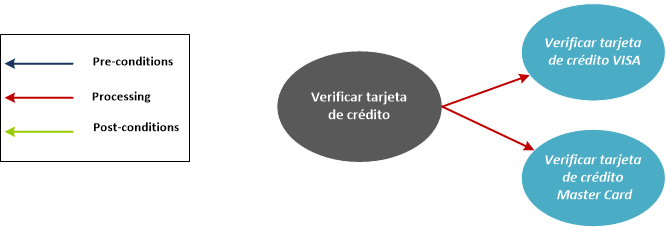 Pre-conditions
Processing
Post-conditions
Verificar tarjeta
de crédito
Verificar tarjeta
de crédito VISA
Verificar tarjeta
de crédito
Master Card